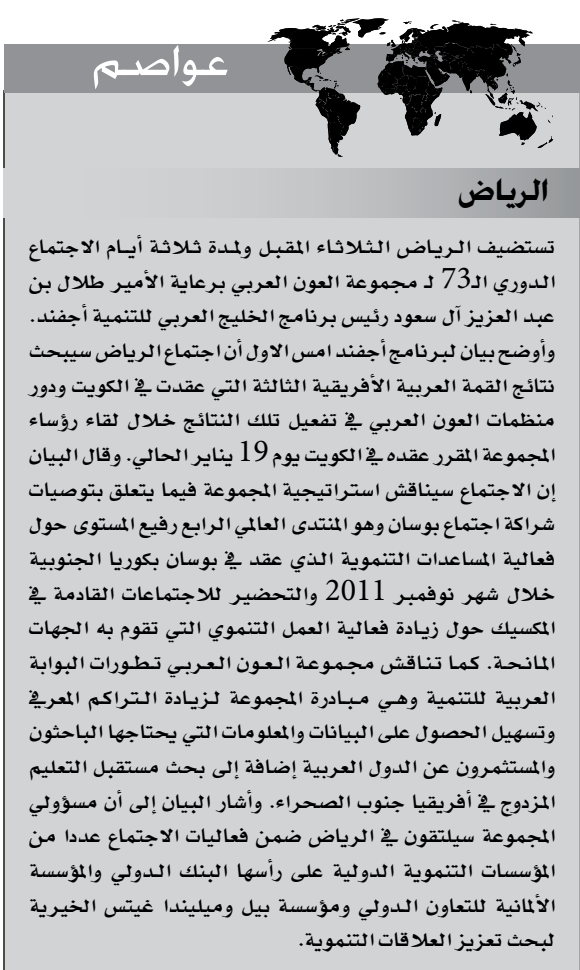 عواصم
الرياض
تستضيف الرياض الثلاثاء المقبل ولمدة ثلاثة أيام الاجتماع
الدوري الـ73 لـ مجموعة العون العربي برعاية الأمير طلال بن
عبد العزيز آل سعود رئيس برنامج الخليج العربي للتنمية أجفند.
وأوضح بيان لبرنامج أجفند امس الاول أن اجتماع الرياض سيبحث
نتائج القمة العربية الأفريقية الثالثة التي عقدت في الكويت ودور
منظمات العون العربي في تفعيل تلك النتائج خلال لقاء رؤساء
المجموعة المقرر عقده في الكويت يوم 19 يناير الحالي. وقال البيان
إن الاجتماع سيناقش استراتيجية المجموعة فيما يتعلق بتوصيات
شراكة اجتماع بوسان وهو المنتدى العالمي الرابع رفيع المستوى حول
فعالية المساعدات التنموية الذي عقد في بوسان بكوريا الجنوبية
خلال شهر نوفمبر 2011 والتحضير للاجتماعات القادمة في
المكسيك حول زيادة فعالية العمل التنموي التي تقوم به الجهات
المانحة. كما تناقش مجموعة العون العربي تطورات البوابة
العربية للتنمية وهي مبادرة المجموعة لزيادة التراكم المعرفي
وتسهيل الحصول على البيانات والمعلومات التي يحتاجها الباحثون
والمستثمرون عن الدول العربية إضافة إلى بحث مستقبل التعليم
المزدوج في أفريقيا جنوب الصحراء. وأشار البيان إلى أن مسؤولي
المجموعة سيلتقون في الرياض ضمن فعاليات الاجتماع عددا من
المؤسسات التنموية الدولية على رأسها البنك الدولي والمؤسسة
الألمانية للتعاون الدولي ومؤسسة بيل وميليندا غيتس الخيرية
لبحث تعزيز العلاقات التنموية.